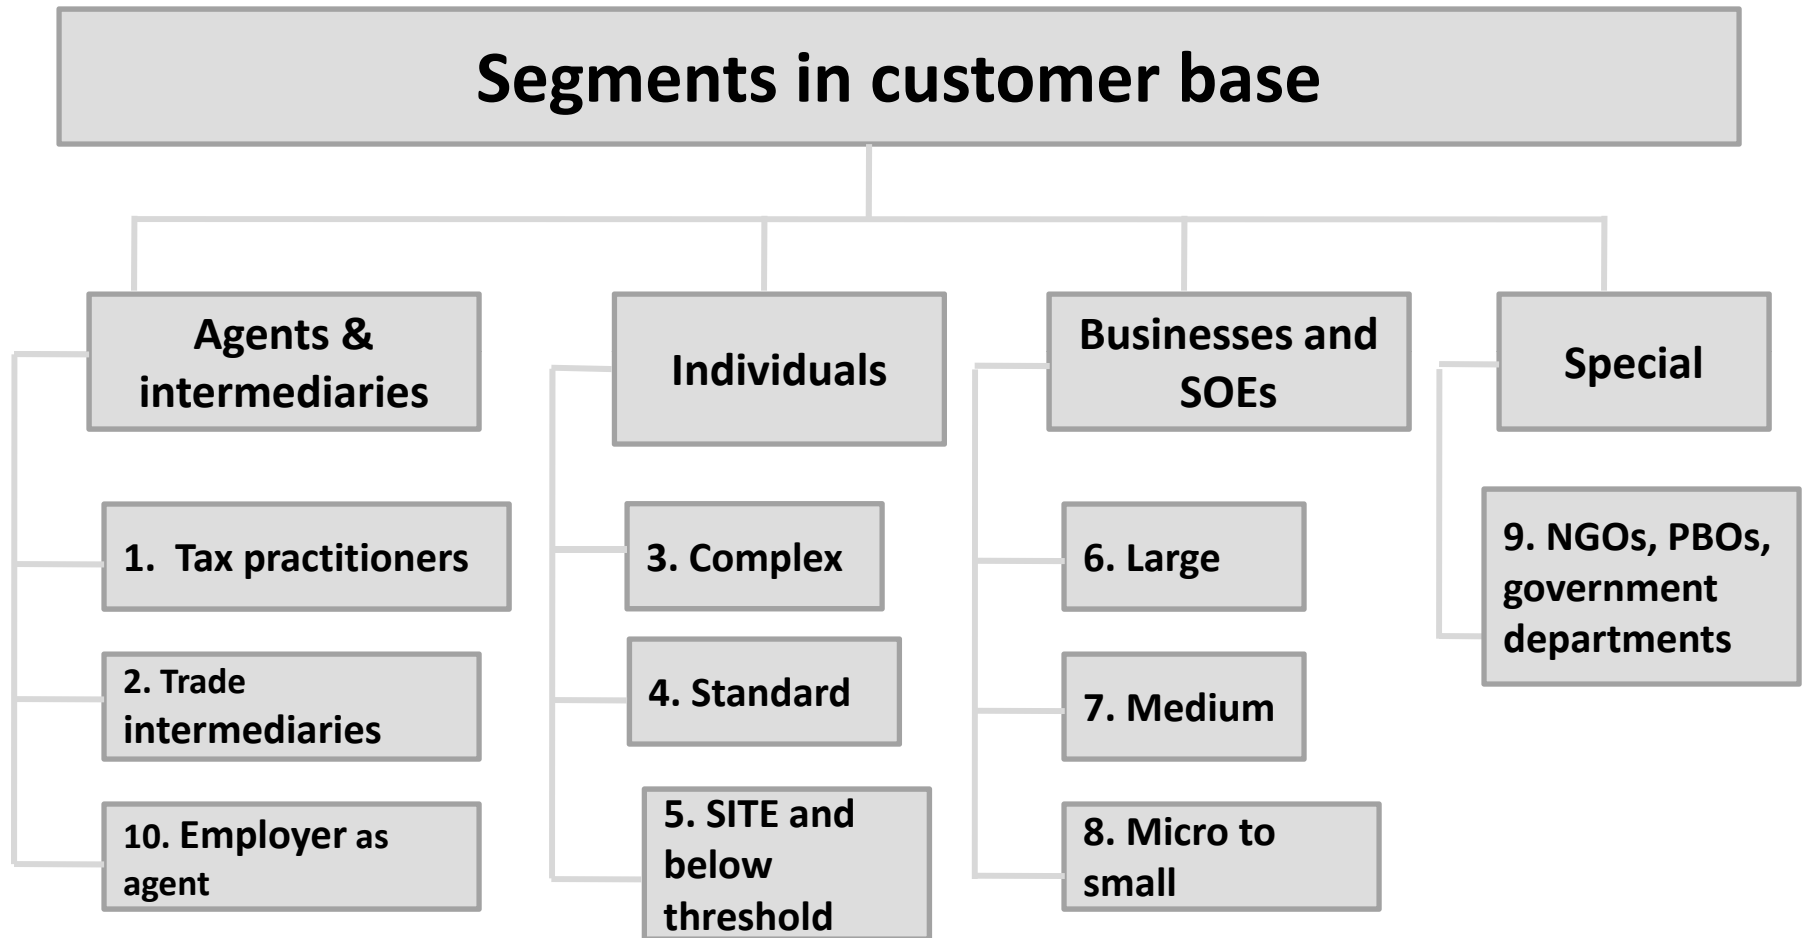 Segments in customer base
Agents &
intermediaries
1. Tax practitioners
2. Trade
intermediaries
10. Employer as
agent
Individuals
3. Complex
4. Standard
5. SITE and
below
threshold
Businesses and
SOEs
6. Large
7. Medium
8. Micro to
small
Special
9. NGOs, PBOs,
government
departments